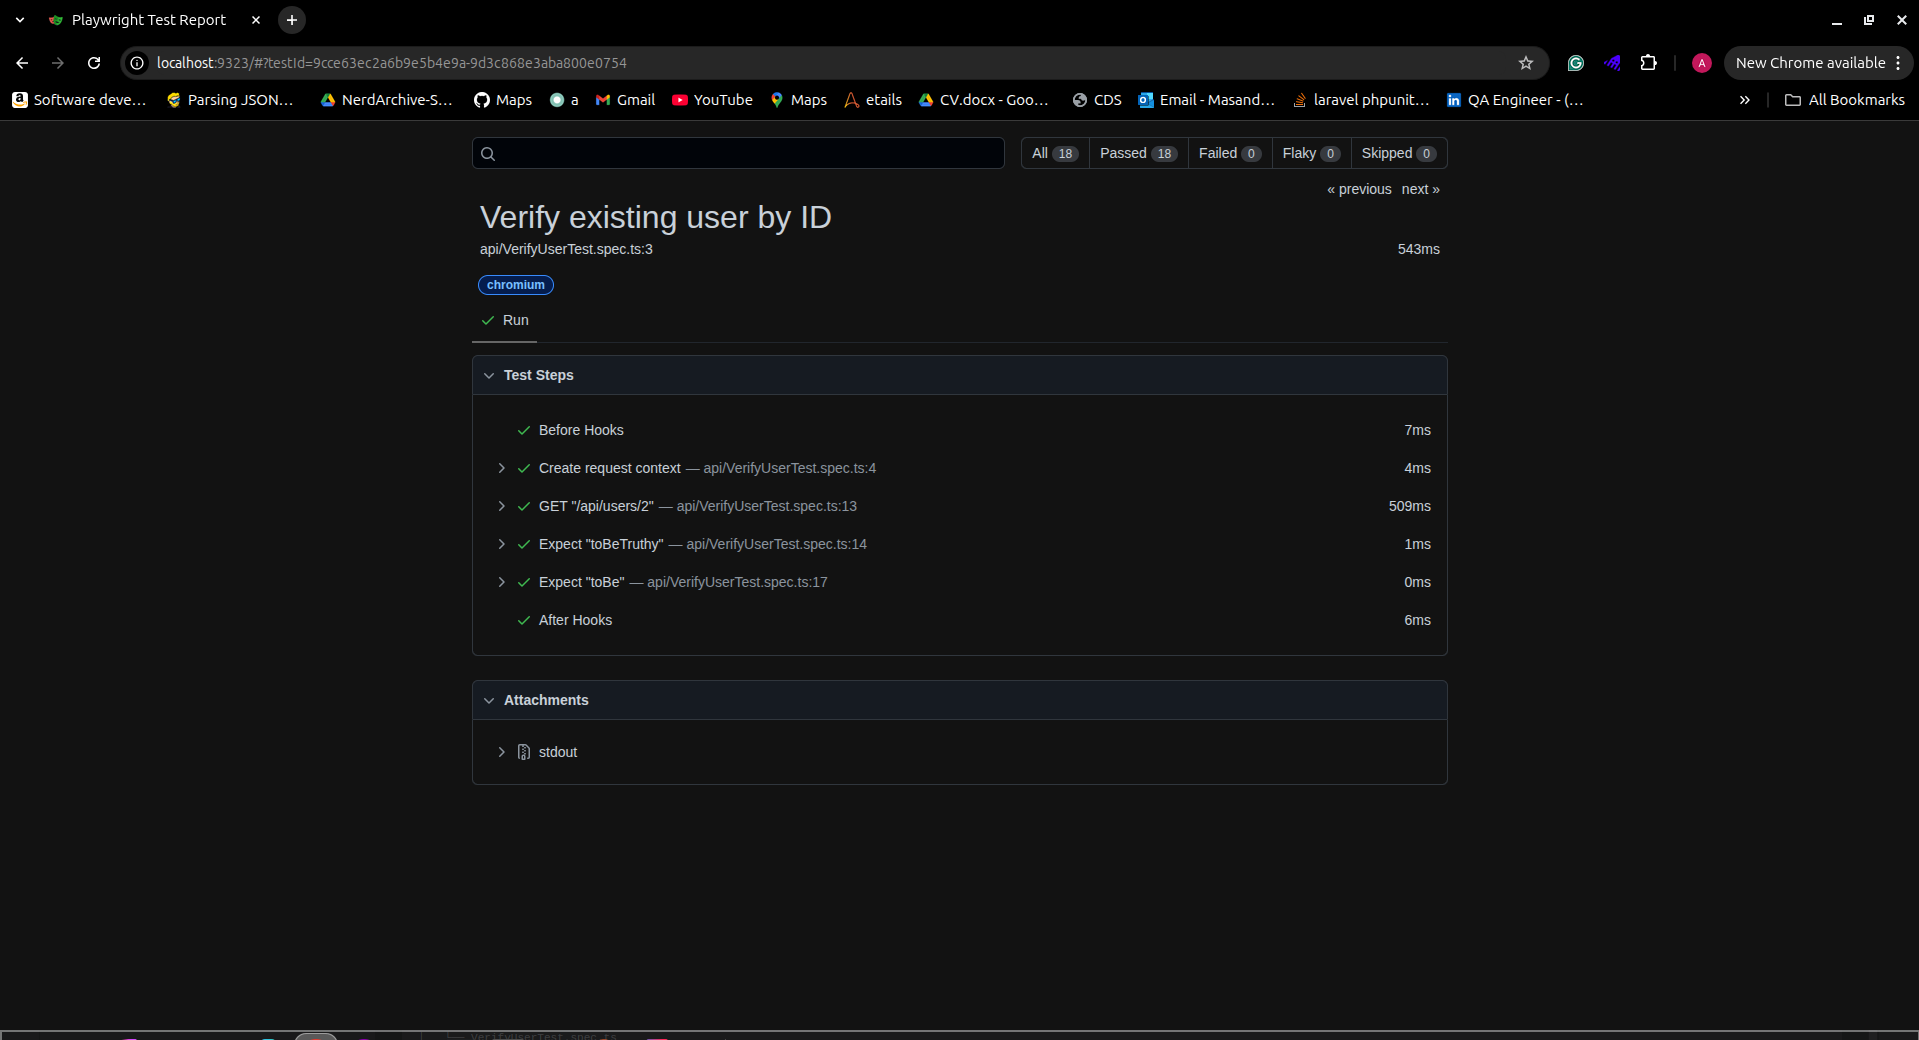 Playwright Test Report
localhost:9323/#?testId=9cce63ec2a6b9e5b4e9a-9d3c868e3aba800e0754
A
New Chrome available
Software deve...
Parsing JSON...
NerdArchive-S...
Maps
a
Gmail
YouTube
Maps
etails
CV.docx - Goo...
CDS
Email - Masand...
laravel phpunit...
QA Engineer - (...
»
All Bookmarks
All 18
Passed 18
Failed 0
Flaky 0
Skipped 0
« previous next »
Verify existing user by ID
api/VerifyUserTest.spec.ts:3
543ms
chromium
Run
Test Steps
Before Hooks 7ms
Create request context — api/VerifyUserTest.spec.ts:4 4ms
GET "/api/users/2" — api/VerifyUserTest.spec.ts:13 509ms
Expect "toBeTruthy" — api/VerifyUserTest.spec.ts:14 1ms
Expect "toBe" — api/VerifyUserTest.spec.ts:17 0ms
After Hooks 6ms
Attachments
stdout
VerifyUserTest.spec.ts